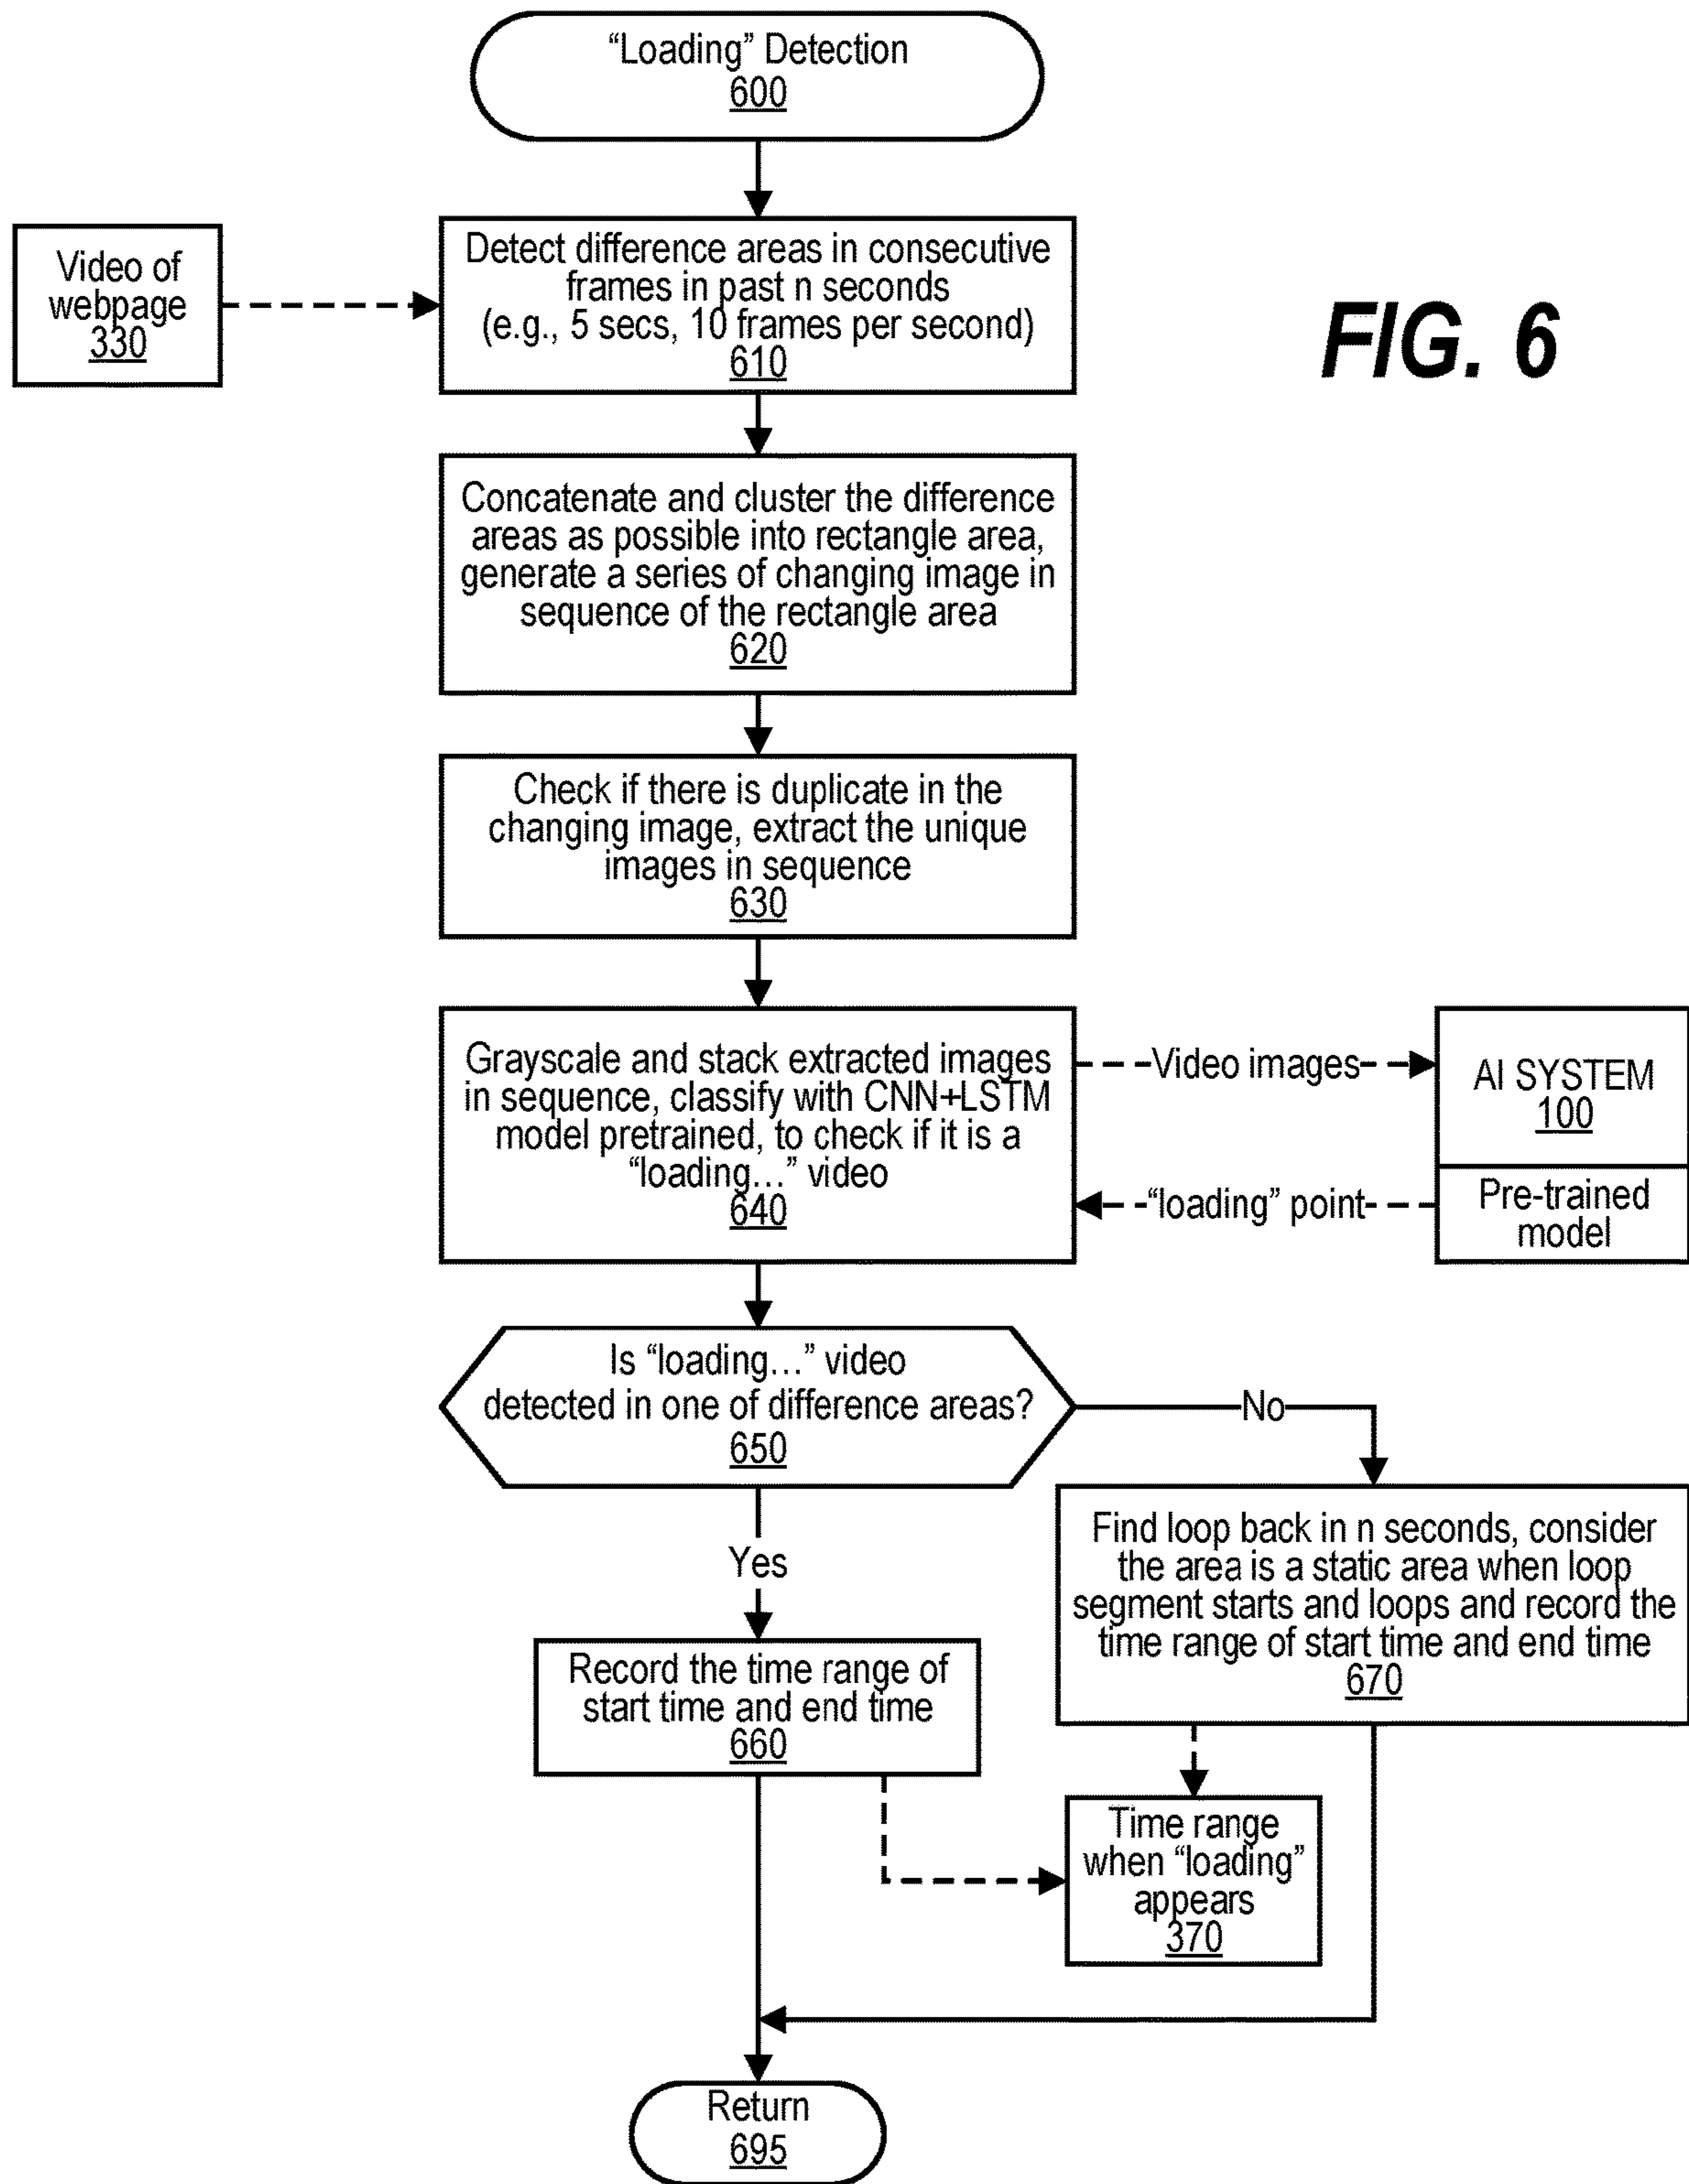 “Loading” Detection
600
Video of
webpage
330
Detect difference areas in consecutive
frames in past n seconds
(e.g., 5 secs, 10 frames per second)
610
FIG. 6
Concatenate and cluster the difference
areas as possible into rectangle area,
generate a series of changing image in
sequence of the rectangle area
620
Check if there is duplicate in the
changing image, extract the unique
images in sequence
630
Grayscale and stack extracted images
in sequence, classify with CNN+LSTM
model pretrained, to check if it is a
“loading…” video
640
Video images
“loading” point
AI SYSTEM
100
Pre-trained
model
Is “loading…” video
detected in one of difference areas?
650
No
Yes
Record the time range of
start time and end time
660
Find loop back in n seconds, consider
the area is a static area when loop
segment starts and loops and record the
time range of start time and end time
670
Time range
when “loading”
appears
370
Return
695